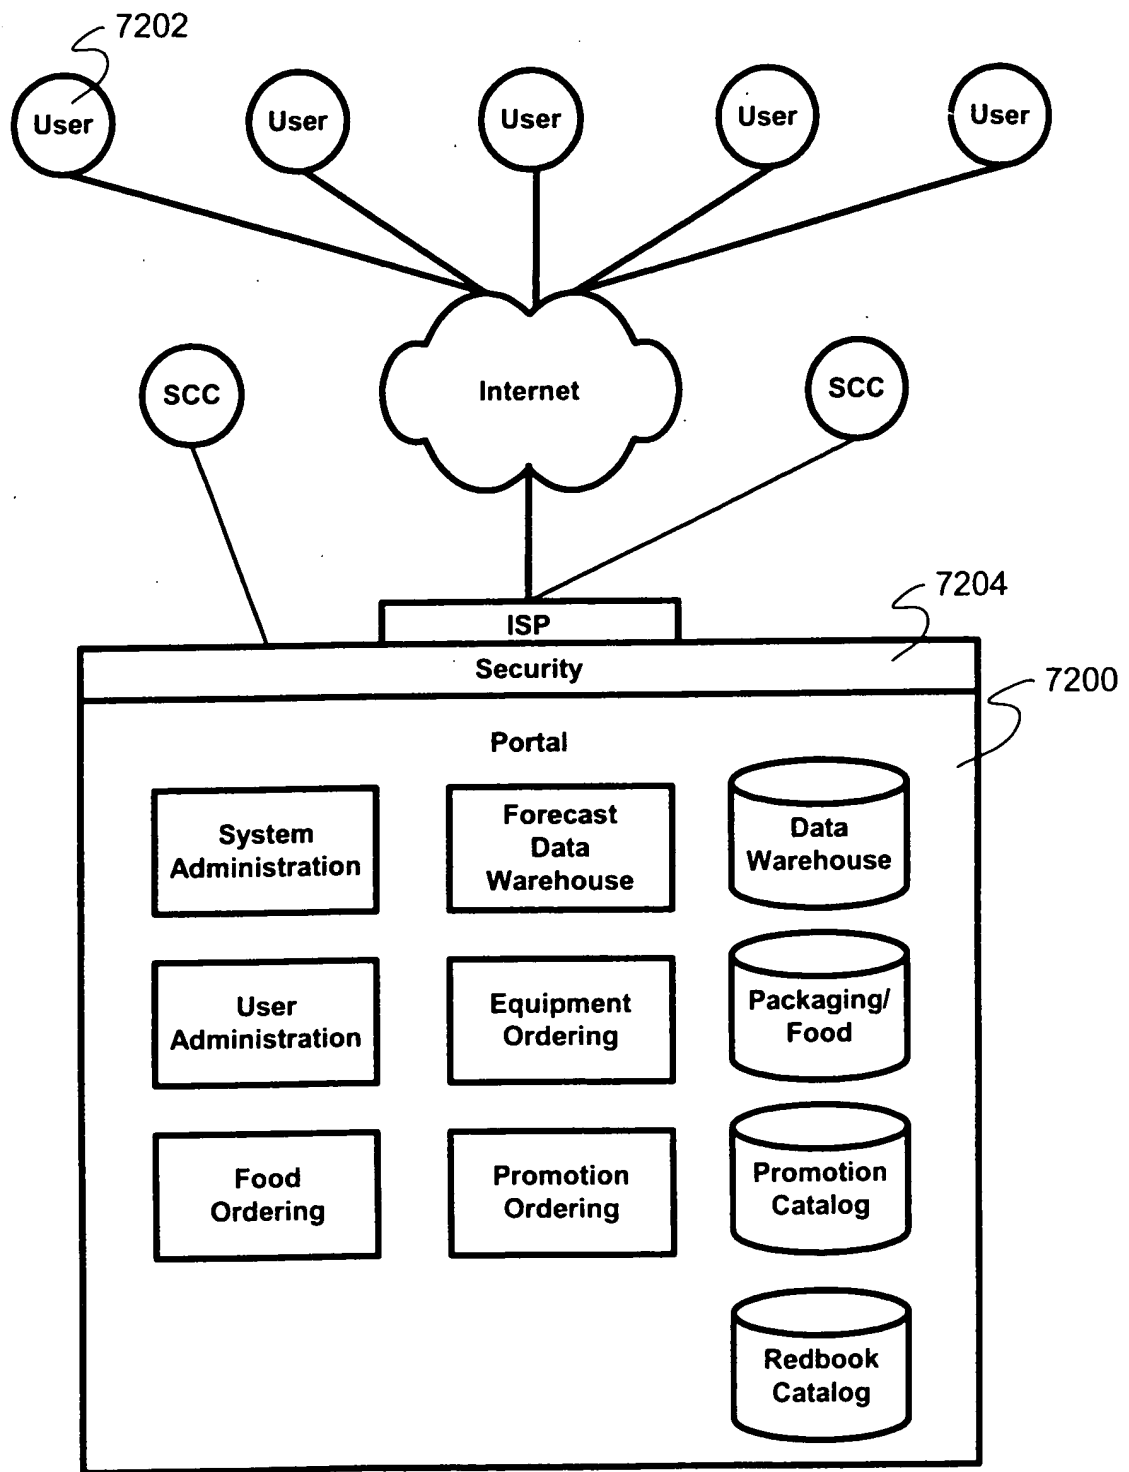 7202
User
User
User
User
User
SCC
Internet
SCC
7204
ISP
Security
7200
Portal
System
Administration
Forecast
Data
Warehouse
Data
Warehouse
User
Administration
Equipment
Ordering
Packaging/
Food
Food
Ordering
Promotion
Ordering
Promotion
Catalog
Redbook
Catalog